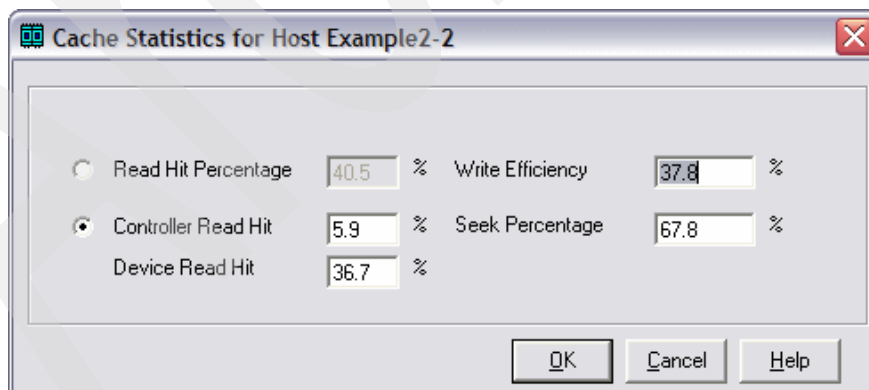 Cache Statistics for Host Example2-2
Read Hit Percentage 40.5 % Write Efficiency 37.8 %
Controller Read Hit 5.9 % Seek Percentage 67.8 %
Device Read Hit 36.7 %
OK Cancel Help